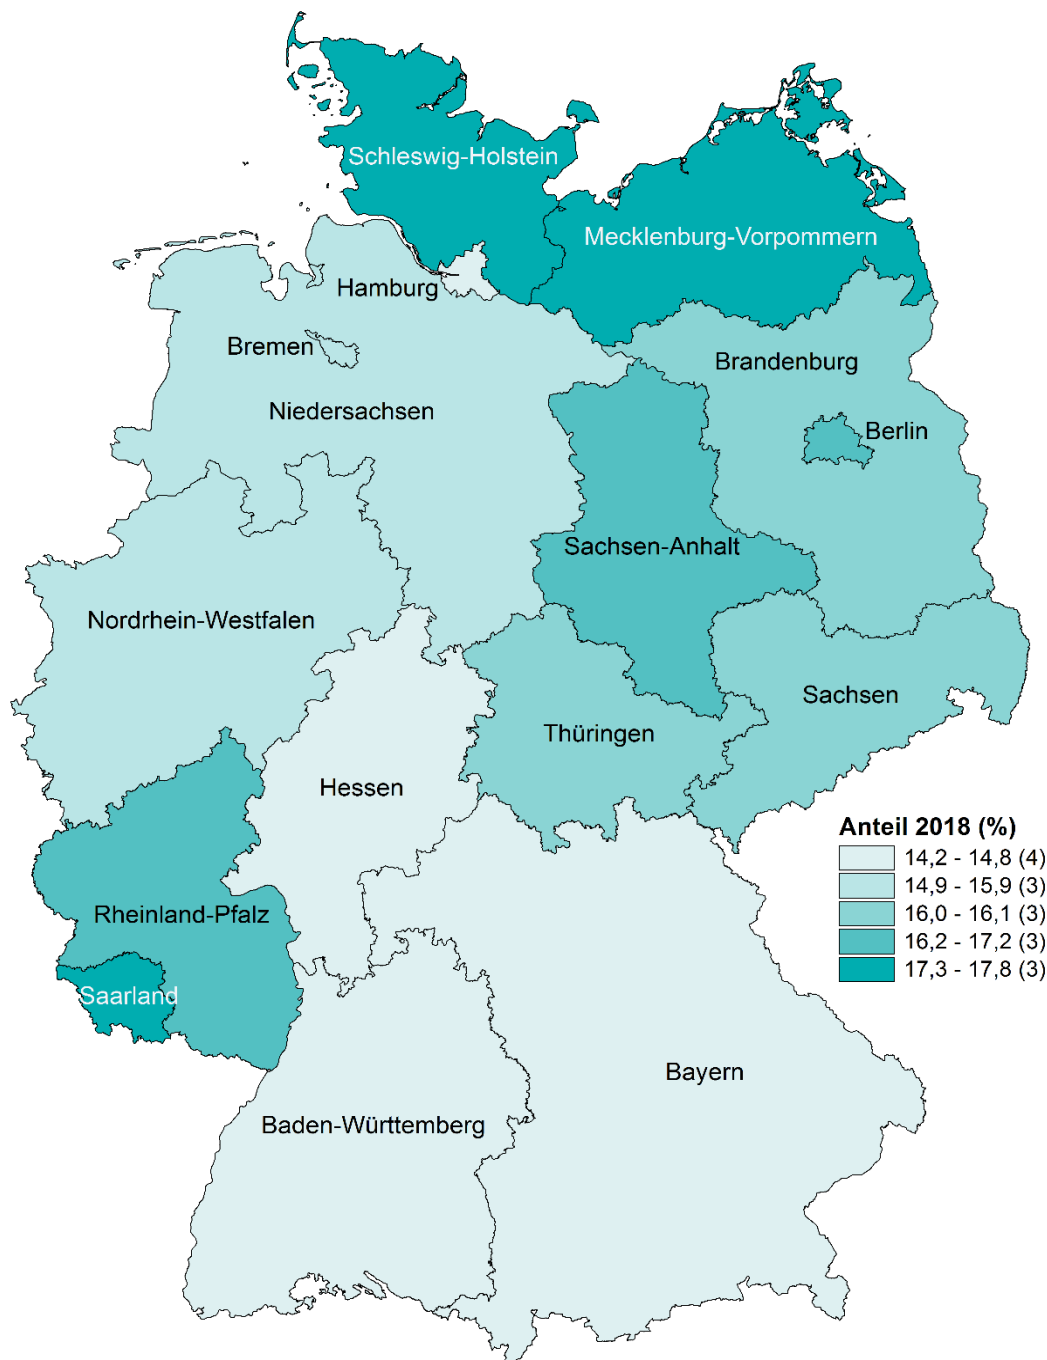 Schleswig-Holstein
Mecklenburg-Vorpommern
Hamburg
Bremen
Brandenburg
Niedersachsen
Berlin
Sachsen-Anhalt
Nordrhein-Westfalen
Sachsen
Thüringen
Hessen
Anteil 2018 (%)
14,2 - 14,8 (4)
14,9 - 15,9 (3)
16,0 - 16,1 (3)
16,2 - 17,2 (3)
17,3 - 17,8 (3)
Rheinland-Pfalz
Saarland
Bayern
Baden-Württemberg